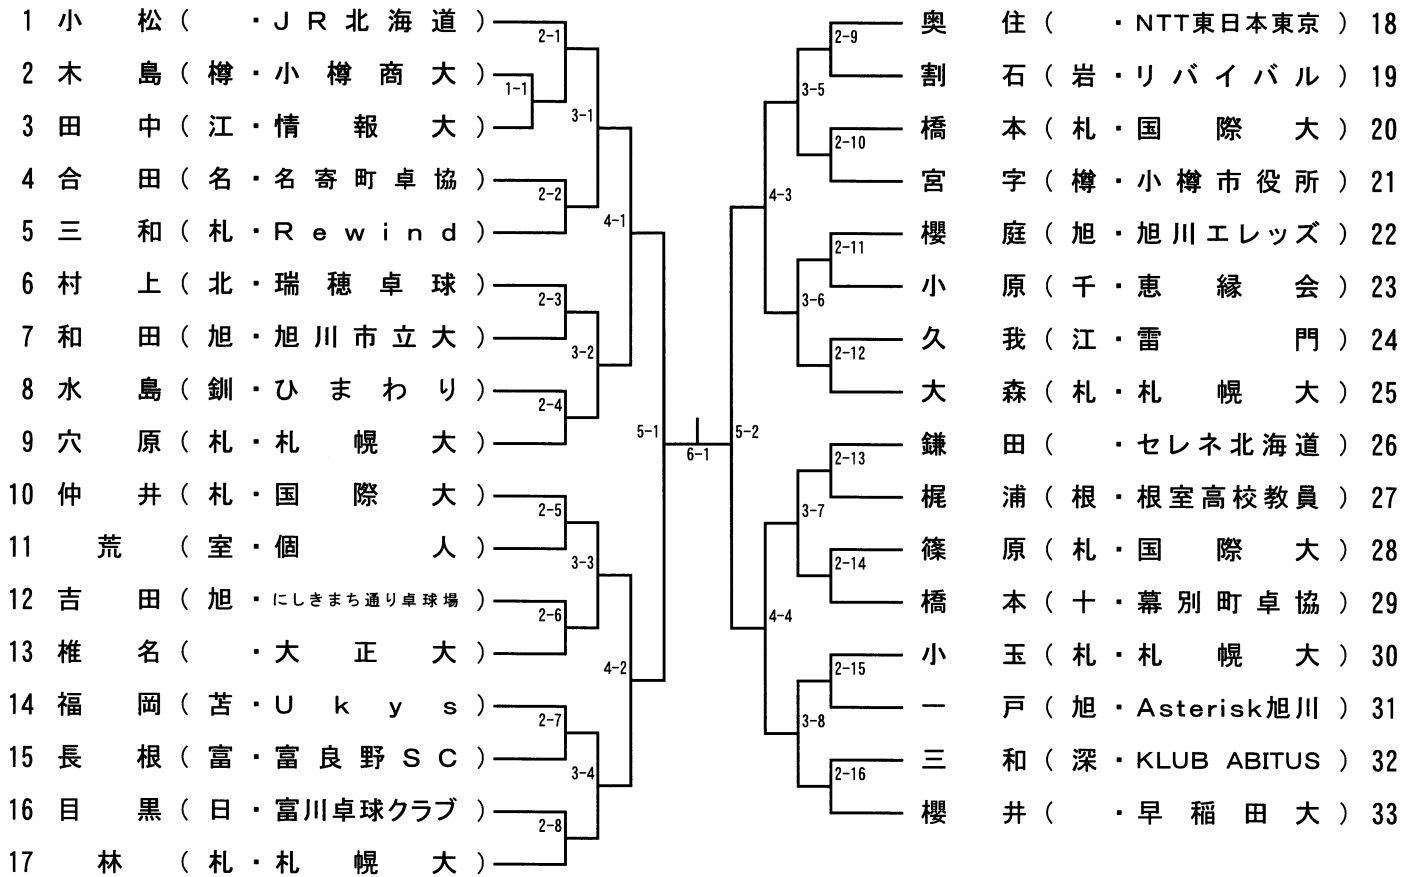 1 小松(・JR北海道)
2 木島(樽・小樽商大)
3 田中(江・情報大)
4 合田(名・名寄町卓協)
5 三和(札・Rewind)
6 村上(北・瑞穂卓球)
7 和田(旭・旭川市立大)
8 水島(釧・ひまわり)
9 穴原(札・札幌大)
10 仲井(札・国際大)
11 荒(室・個人)
12 吉田(旭・にしきまち通り卓球場)
13 椎名(・大正大)
14 福岡(苫・Ukys)
15 長根(富・富良野SC)
16 目黒(日・富川卓球クラブ)
17 林(札・札幌大)
1-1
2-1
2-2
2-3
2-4
2-5
2-6
2-7
2-8
3-1
3-2
3-3
3-4
4-1
4-2
5-1
6-1
5-2
4-3
4-4
3-5
3-6
3-7
3-8
2-9
2-10
2-11
2-12
2-13
2-14
2-15
2-16
奥住(・NTT東日本東京) 18
割石(岩・リバイバル) 19
橋本(札・国際大) 20
宮字(樽・小樽市役所) 21
櫻庭(旭・旭川エレッズ) 22
小原(千・恵縁会) 23
久我(江・雷門) 24
大森(札・札幌大) 25
鎌田(・セレネ北海道) 26
梶浦(根・根室高校教員) 27
篠原(札・国際大) 28
橋本(十・幕別町卓協) 29
小玉(札・札幌大) 30
一戸(旭・Asterisk旭川) 31
三和(深・KLUB ABITUS) 32
櫻井(・早稲田大) 33